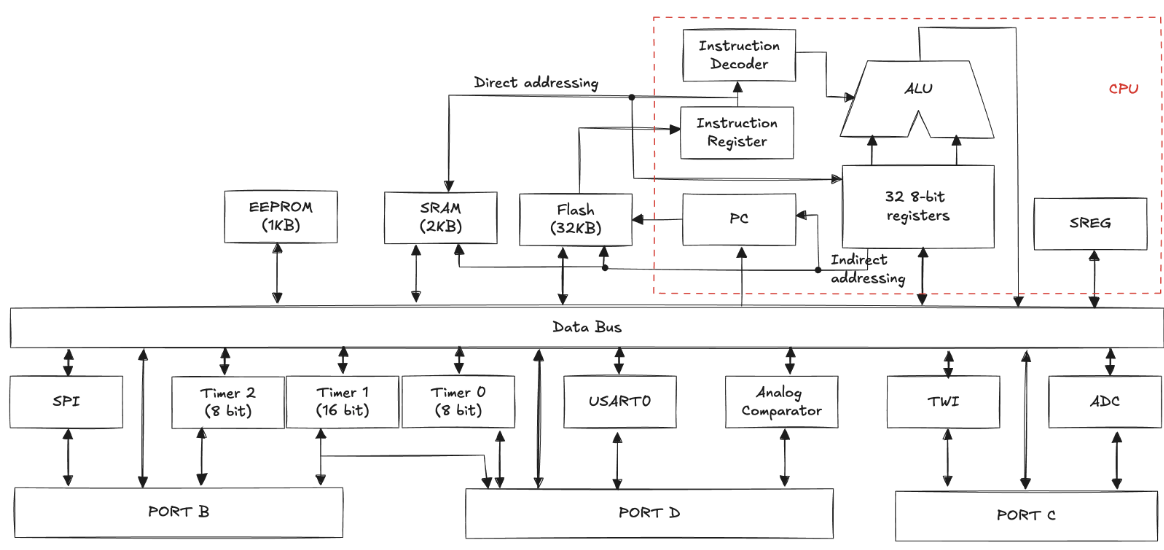 Instruction
Decoder
ALU
CPU
Direct addressing
Instruction
Register
32 8-bit
registers
EEPROM
(1KB)
SRAM
(2KB)
Flash
(32KB)
PC
SREG
Indirect
addressing
Data Bus
SPI
Timer 2
(8 bit)
Timer 1
(16 bit)
Timer 0
(8 bit)
USART0
Analog
Comparator
TWI
ADC
PORT B
PORT D
PORT C